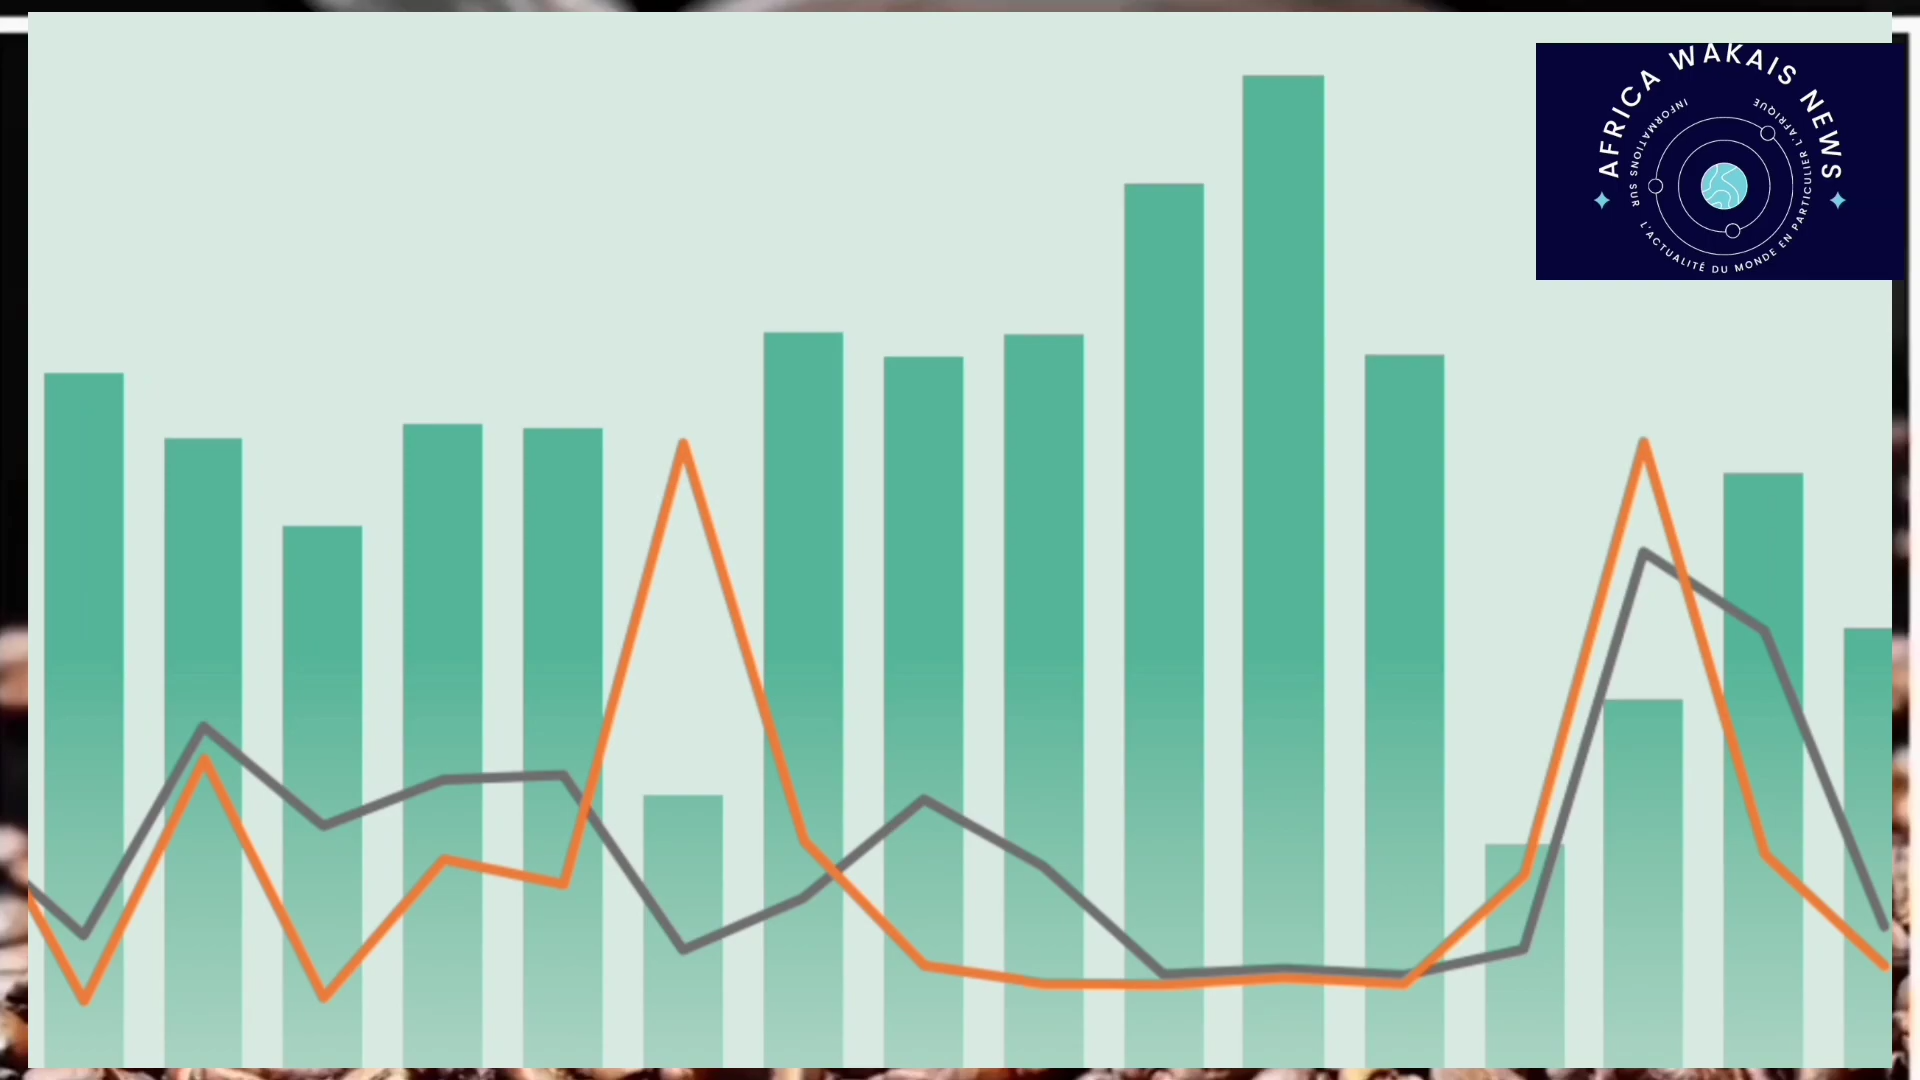 AFRICA WAKAIS NEWS
INFORMATIONS SUR L'ACTUALITÉ DU MONDE EN PARTICULIER L'AFRIQUE